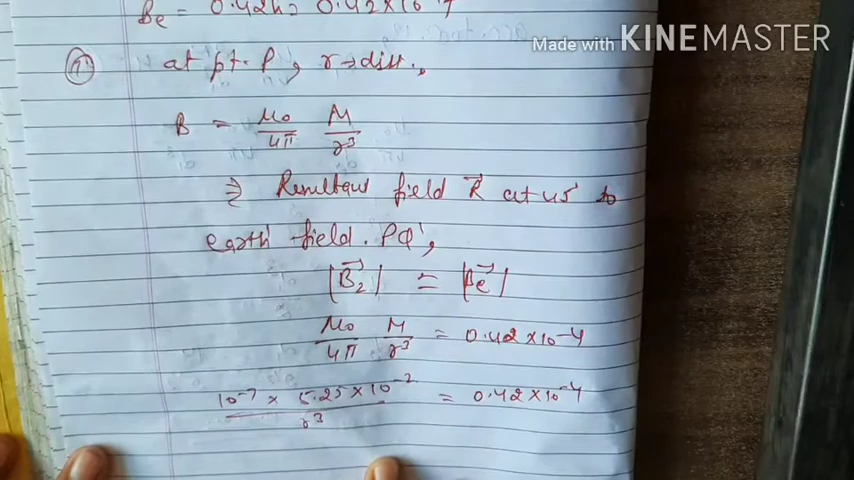 Be = 0.42G = 0.42 × 10⁻⁴
Made with KINEMASTER
① at pt. P, r → dist.,
B = μ₀/4π M/r³
⇒ Resultant field R⃗ at 45° to
earth field. PQ',
|B₂⃗| = |Be⃗|
μ₀/4π M/r³ = 0.42 × 10⁻⁴
10⁻⁷ × 5.25 × 10⁻²/r³ = 0.42 × 10⁻⁴